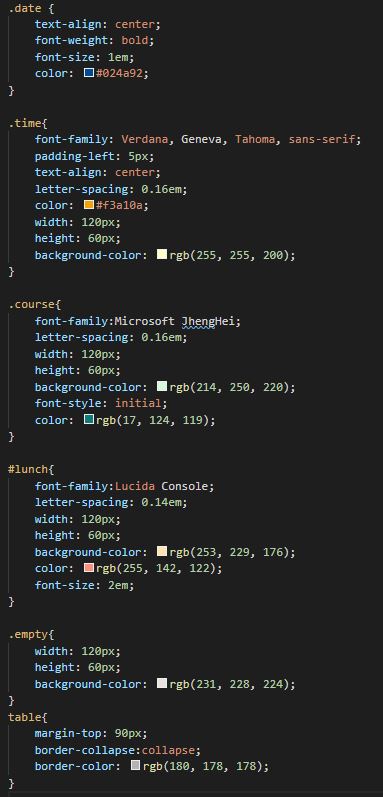 .date {
    text-align: center;
    font-weight: bold;
    font-size: 1em;
    color: #024a92;
}

.time{
    font-family: Verdana, Geneva, Tahoma, sans-serif;
    padding-left: 5px;
    text-align: center;
    letter-spacing: 0.16em;
    color: #f3a10a;
    width: 120px;
    height: 60px;
    background-color: rgb(255, 255, 200);
}

.course{
    font-family:Microsoft JhengHei;
    letter-spacing: 0.16em;
    width: 120px;
    height: 60px;
    background-color: rgb(214, 250, 220);
    font-style: initial;
    color: rgb(17, 124, 119);
}

#lunch{
    font-family:Lucida Console;
    letter-spacing: 0.14em;
    width: 120px;
    height: 60px;
    background-color: rgb(253, 229, 176);
    color: rgb(255, 142, 122);
    font-size: 2em;
}

.empty{
    width: 120px;
    height: 60px;
    background-color: rgb(231, 228, 224);
}
table{
    margin-top: 90px;
    border-collapse:collapse;
    border-color: rgb(180, 178, 178);
}